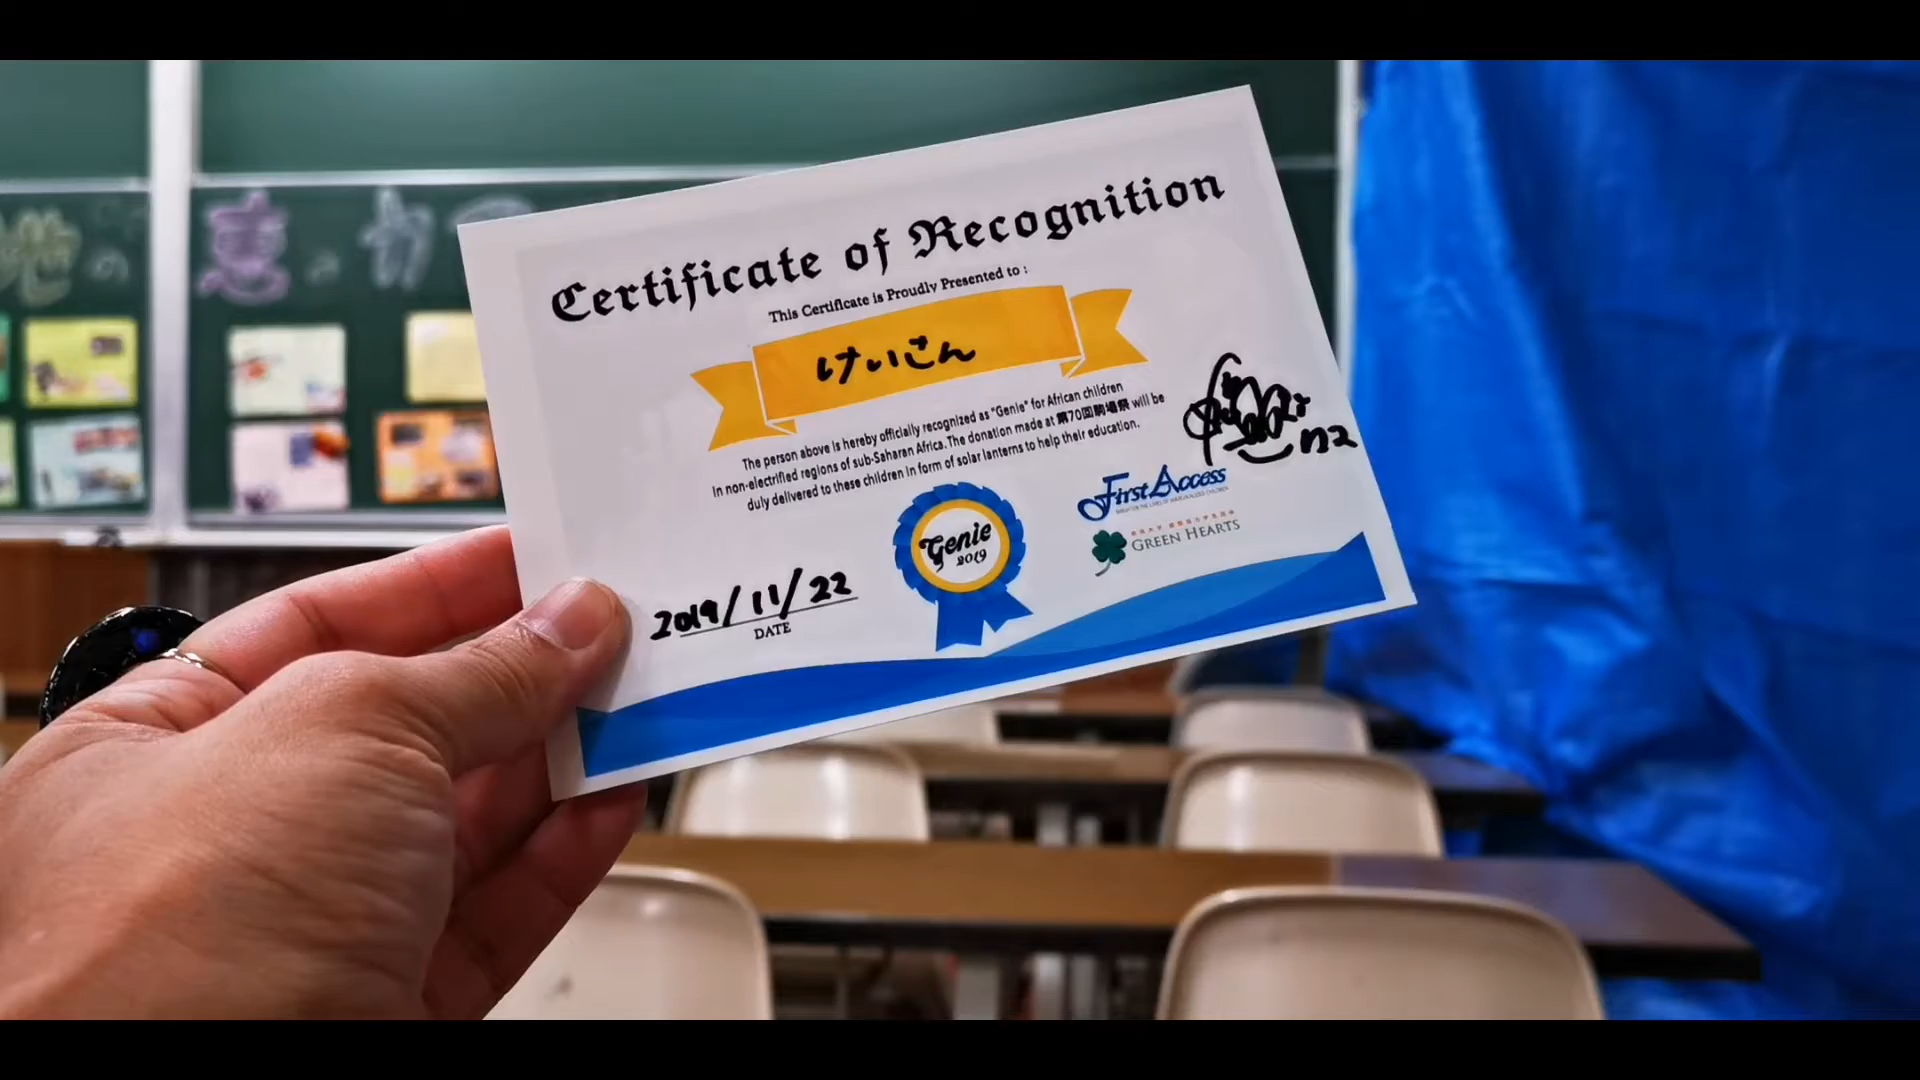 Certificate of Recognition
This Certificate is Proudly Presented to :
けいさん
The person above is hereby officially recognized as "Genie" for African children
in non-electrified regions of sub-Saharan Africa. The donation made at 第70回駒場祭 will be
duly delivered to these children in form of solar lanterns to help their education.
First Access
GREEN HEARTS
Genie
2019
2019/11/22
DATE
恵